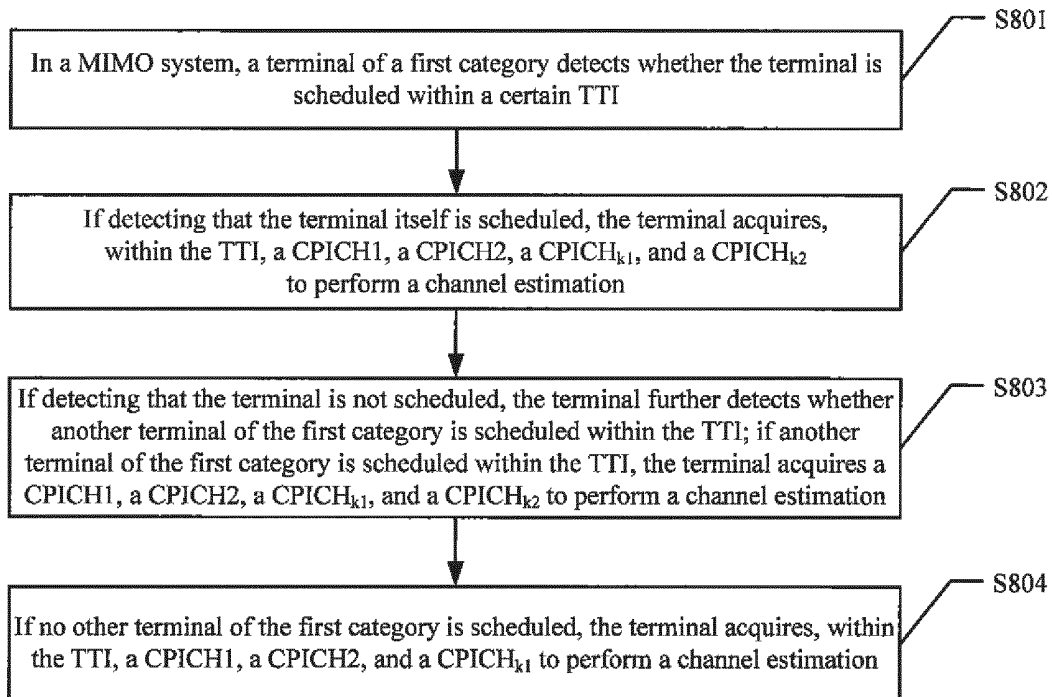 S801
In a MIMO system, a terminal of a first category detects whether the terminal is
scheduled within a certain TTI
S802
If detecting that the terminal itself is scheduled, the terminal acquires,
within the TTI, a CPICH1, a CPICH2, a CPICHk1, and a CPICHk2
to perform a channel estimation
S803
If detecting that the terminal is not scheduled, the terminal further detects whether
another terminal of the first category is scheduled within the TTI; if another
terminal of the first category is scheduled within the TTI, the terminal acquires a
CPICH1, a CPICH2, a CPICHk1, and a CPICHk2 to perform a channel estimation
S804
If no other terminal of the first category is scheduled, the terminal acquires, within
the TTI, a CPICH1, a CPICH2, and a CPICHk1 to perform a channel estimation